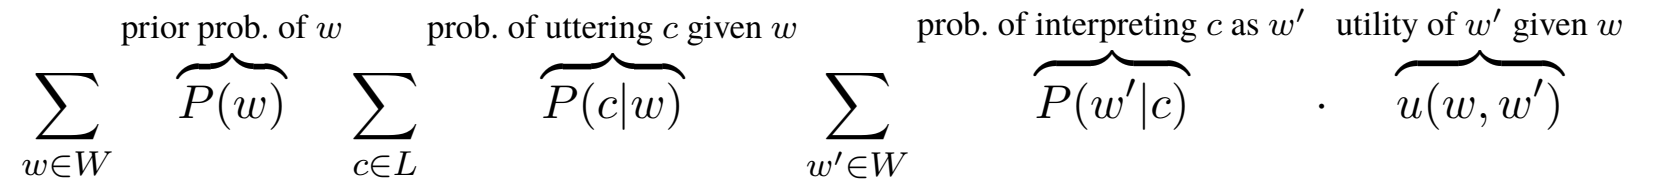 prior prob. of w prob. of uttering c given w prob. of interpreting c as w′ utility of w′ given w
∑ P(w) ∑ P(c|w) ∑ P(w′|c) · u(w, w′)
w∈W c∈L w′∈W